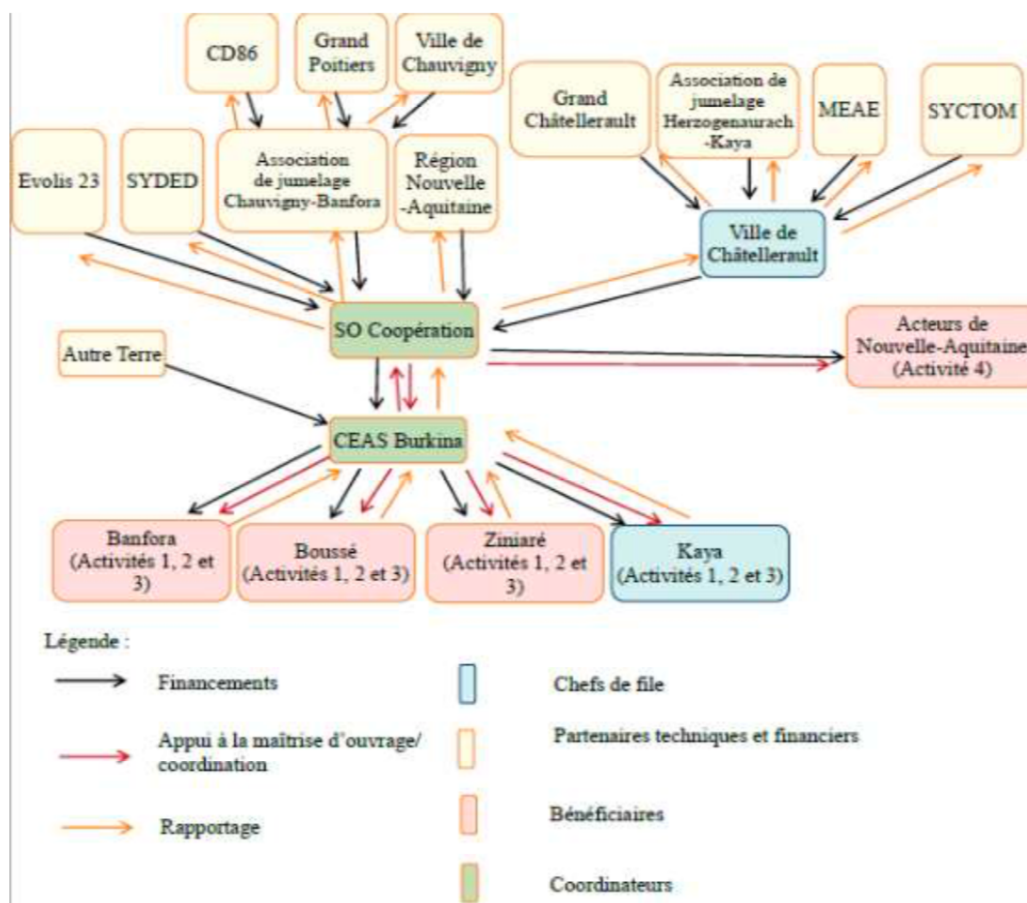 CD86
Grand
Poitiers
Ville de
Chauvigny
Grand
Châtellerault
Association de
jumelage
Herzogenaurach
-Kaya
MEAE
SYCTOM
Evolis 23
SYDED
Association
de jumelage
Chauvigny-Banfora
Région
Nouvelle
-Aquitaine
Ville de
Châtellerault
SO Coopération
Acteurs de
Nouvelle-Aquitaine
(Activité 4)
Autre Terre
CEAS Burkina
Banfora
(Activités 1, 2 et
3)
Boussé
(Activités 1, 2 et 3)
Ziniaré
(Activités 1, 2 et
3)
Kaya
(Activités 1, 2 et 3)
Légende :
Financements
Chefs de file
Appui à la maîtrise d'ouvrage/
coordination
Partenaires techniques et financiers
Rapportage
Bénéficiaires
Coordinateurs